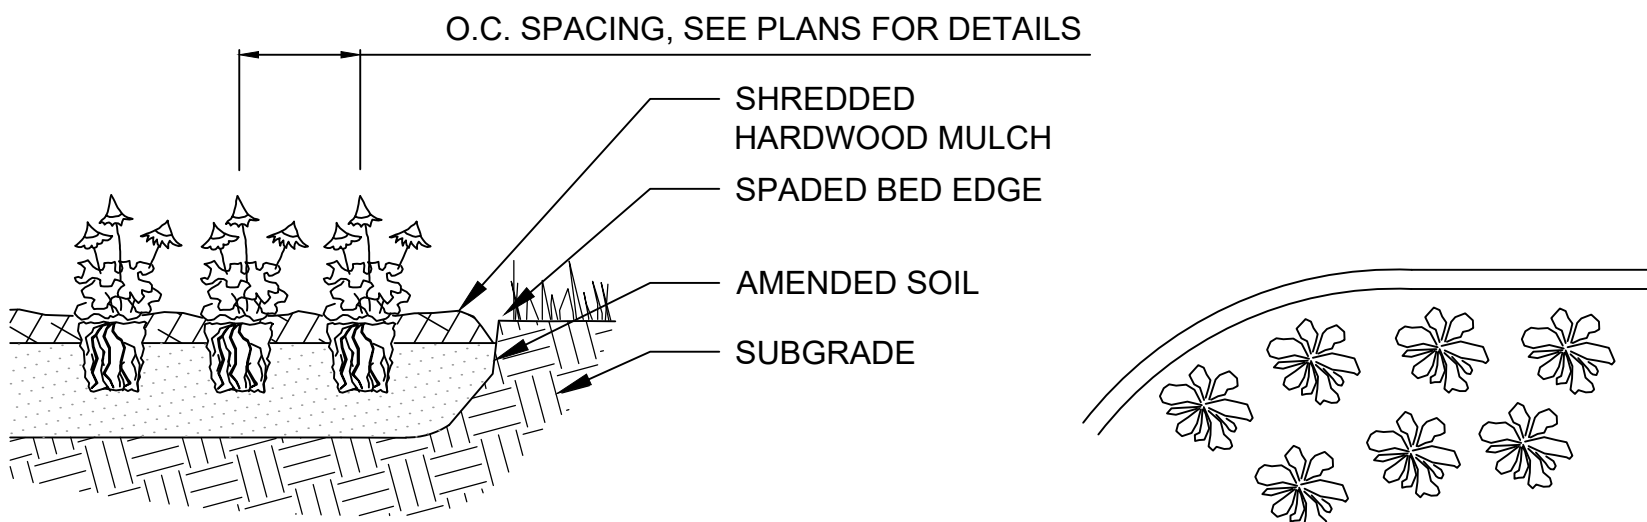 O.C. SPACING, SEE PLANS FOR DETAILS
SHREDDED
HARDWOOD MULCH
SPADED BED EDGE
AMENDED SOIL
SUBGRADE